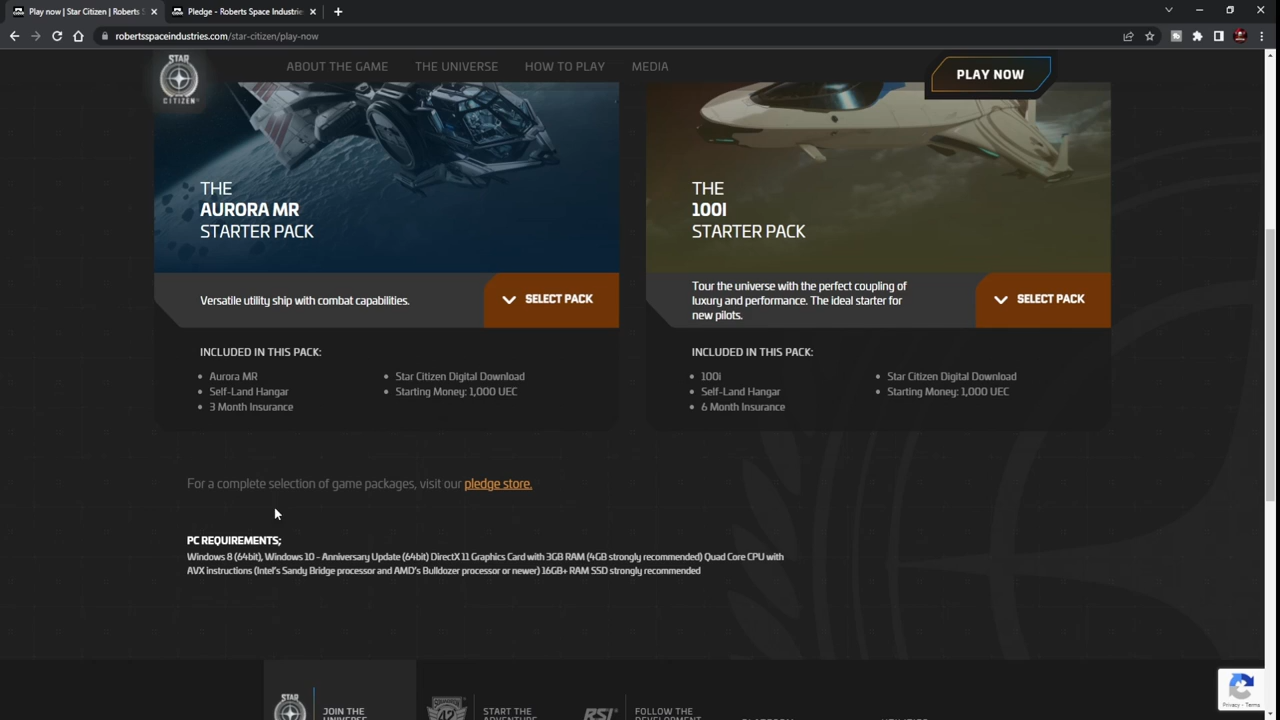 Play now | Star Citizen | Roberts S
Pledge - Roberts Space Industrie
robertsspaceindustries.com/star-citizen/play-now
STAR
CITIZEN
ABOUT THE GAME
THE UNIVERSE
HOW TO PLAY
MEDIA
PLAY NOW
THE
AURORA MR
STARTER PACK
Versatile utility ship with combat capabilities.
SELECT PACK
INCLUDED IN THIS PACK:
Aurora MR
Self-Land Hangar
3 Month Insurance
Star Citizen Digital Download
Starting Money: 1,000 UEC
THE
100I
STARTER PACK
Tour the universe with the perfect coupling of
luxury and performance. The ideal starter for
new pilots.
SELECT PACK
INCLUDED IN THIS PACK:
100i
Self-Land Hangar
6 Month Insurance
Star Citizen Digital Download
Starting Money: 1,000 UEC
For a complete selection of game packages, visit our pledge store.
PC REQUIREMENTS;
Windows 8 (64bit), Windows 10 - Anniversary Update (64bit) DirectX 11 Graphics Card with 3GB RAM (4GB strongly recommended) Quad Core CPU with
AVX instructions (Intel's Sandy Bridge processor and AMD's Bulldozer processor or newer) 16GB+ RAM SSD strongly recommended
STAR
JOIN THE
UNIVERSE
START THE
ADVENTURE
RSI
FOLLOW THE
DEVELOPMENT
Privacy - Terms